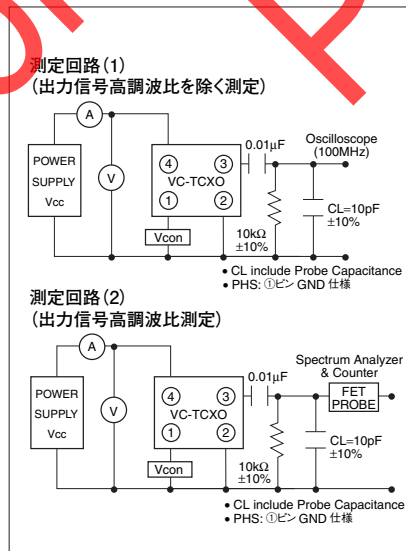 測定回路(1)
(出力信号高調波比を除く測定)
A
POWER
SUPPLY
Vcc
V
4
3
VC-TCXO
1
2
Vcon
0.01μF
Oscilloscope
(100MHz)
10kΩ
±10%
CL=10pF
±10%
• CL include Probe Capacitance
• PHS: ①ピン GND 仕様
測定回路(2)
(出力信号高調波比測定)
A
POWER
SUPPLY
Vcc
V
4
3
VC-TCXO
1
2
Vcon
0.01μF
Spectrum Analyzer
& Counter
FET
PROBE
10kΩ
±10%
CL=10pF
±10%
• CL include Probe Capacitance
• PHS: ①ピン GND 仕様